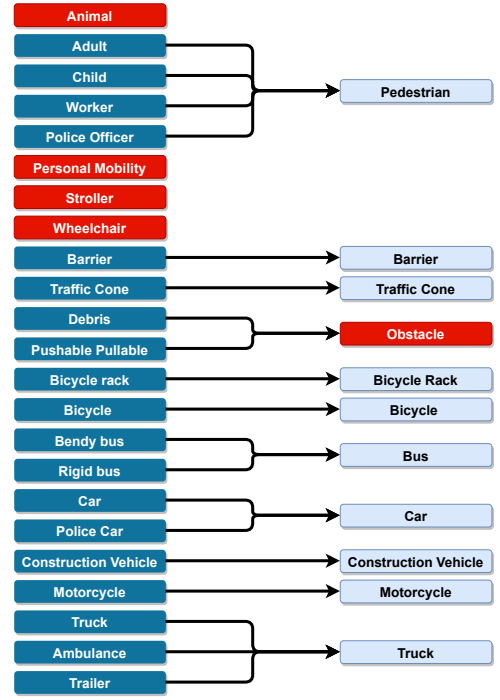 Animal
Adult
Child
Worker
Police Officer
Pedestrian
Personal Mobility
Stroller
Wheelchair
Barrier
Barrier
Traffic Cone
Traffic Cone
Debris
Pushable Pullable
Obstacle
Bicycle rack
Bicycle Rack
Bicycle
Bicycle
Bendy bus
Rigid bus
Bus
Car
Police Car
Car
Construction Vehicle
Construction Vehicle
Motorcycle
Motorcycle
Truck
Ambulance
Trailer
Truck